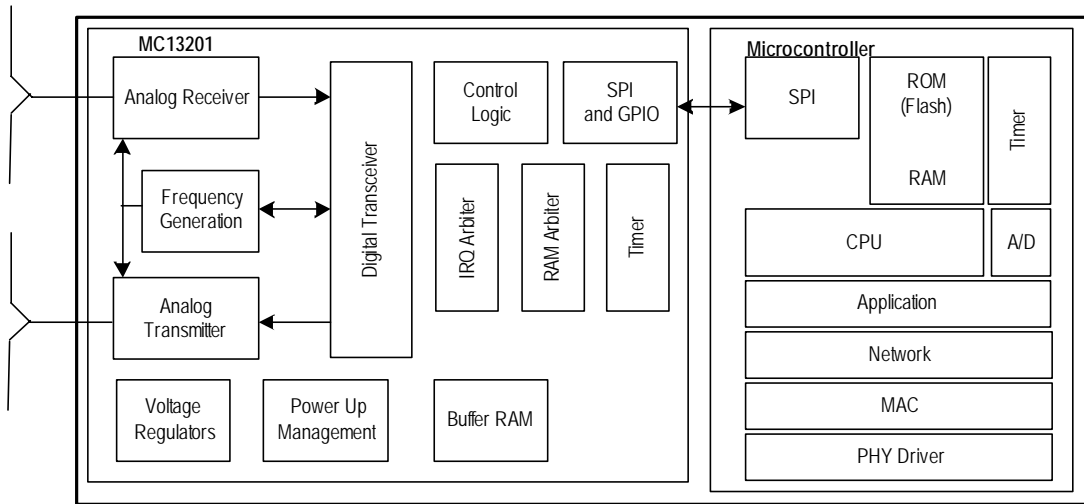 MC13201
Analog Receiver
Frequency
Generation
Analog
Transmitter
Digital Transceiver
Control
Logic
SPI
and GPIO
IRQ Arbiter
RAM Arbiter
Timer
Voltage
Regulators
Power Up
Management
Buffer RAM
Microcontroller
SPI
ROM
(Flash)
RAM
Timer
CPU
A/D
Application
Network
MAC
PHY Driver